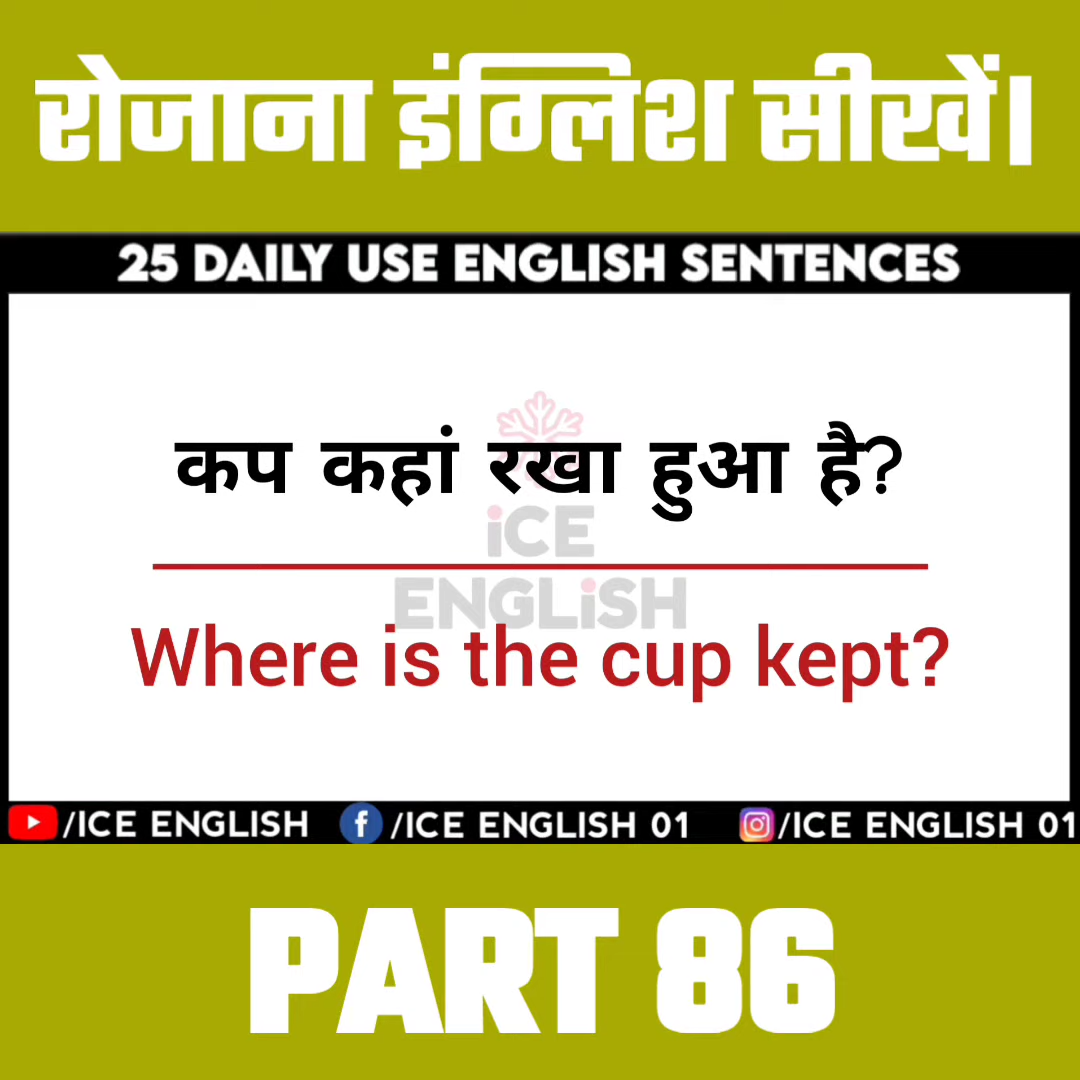 रोजाना इंग्लिश सीखें।
25 DAILY USE ENGLISH SENTENCES
कप कहां रखा हुआ है?
iCE
ENGLiSH
Where is the cup kept?
/ICE ENGLISH /ICE ENGLISH 01 /ICE ENGLISH 01
PART 86